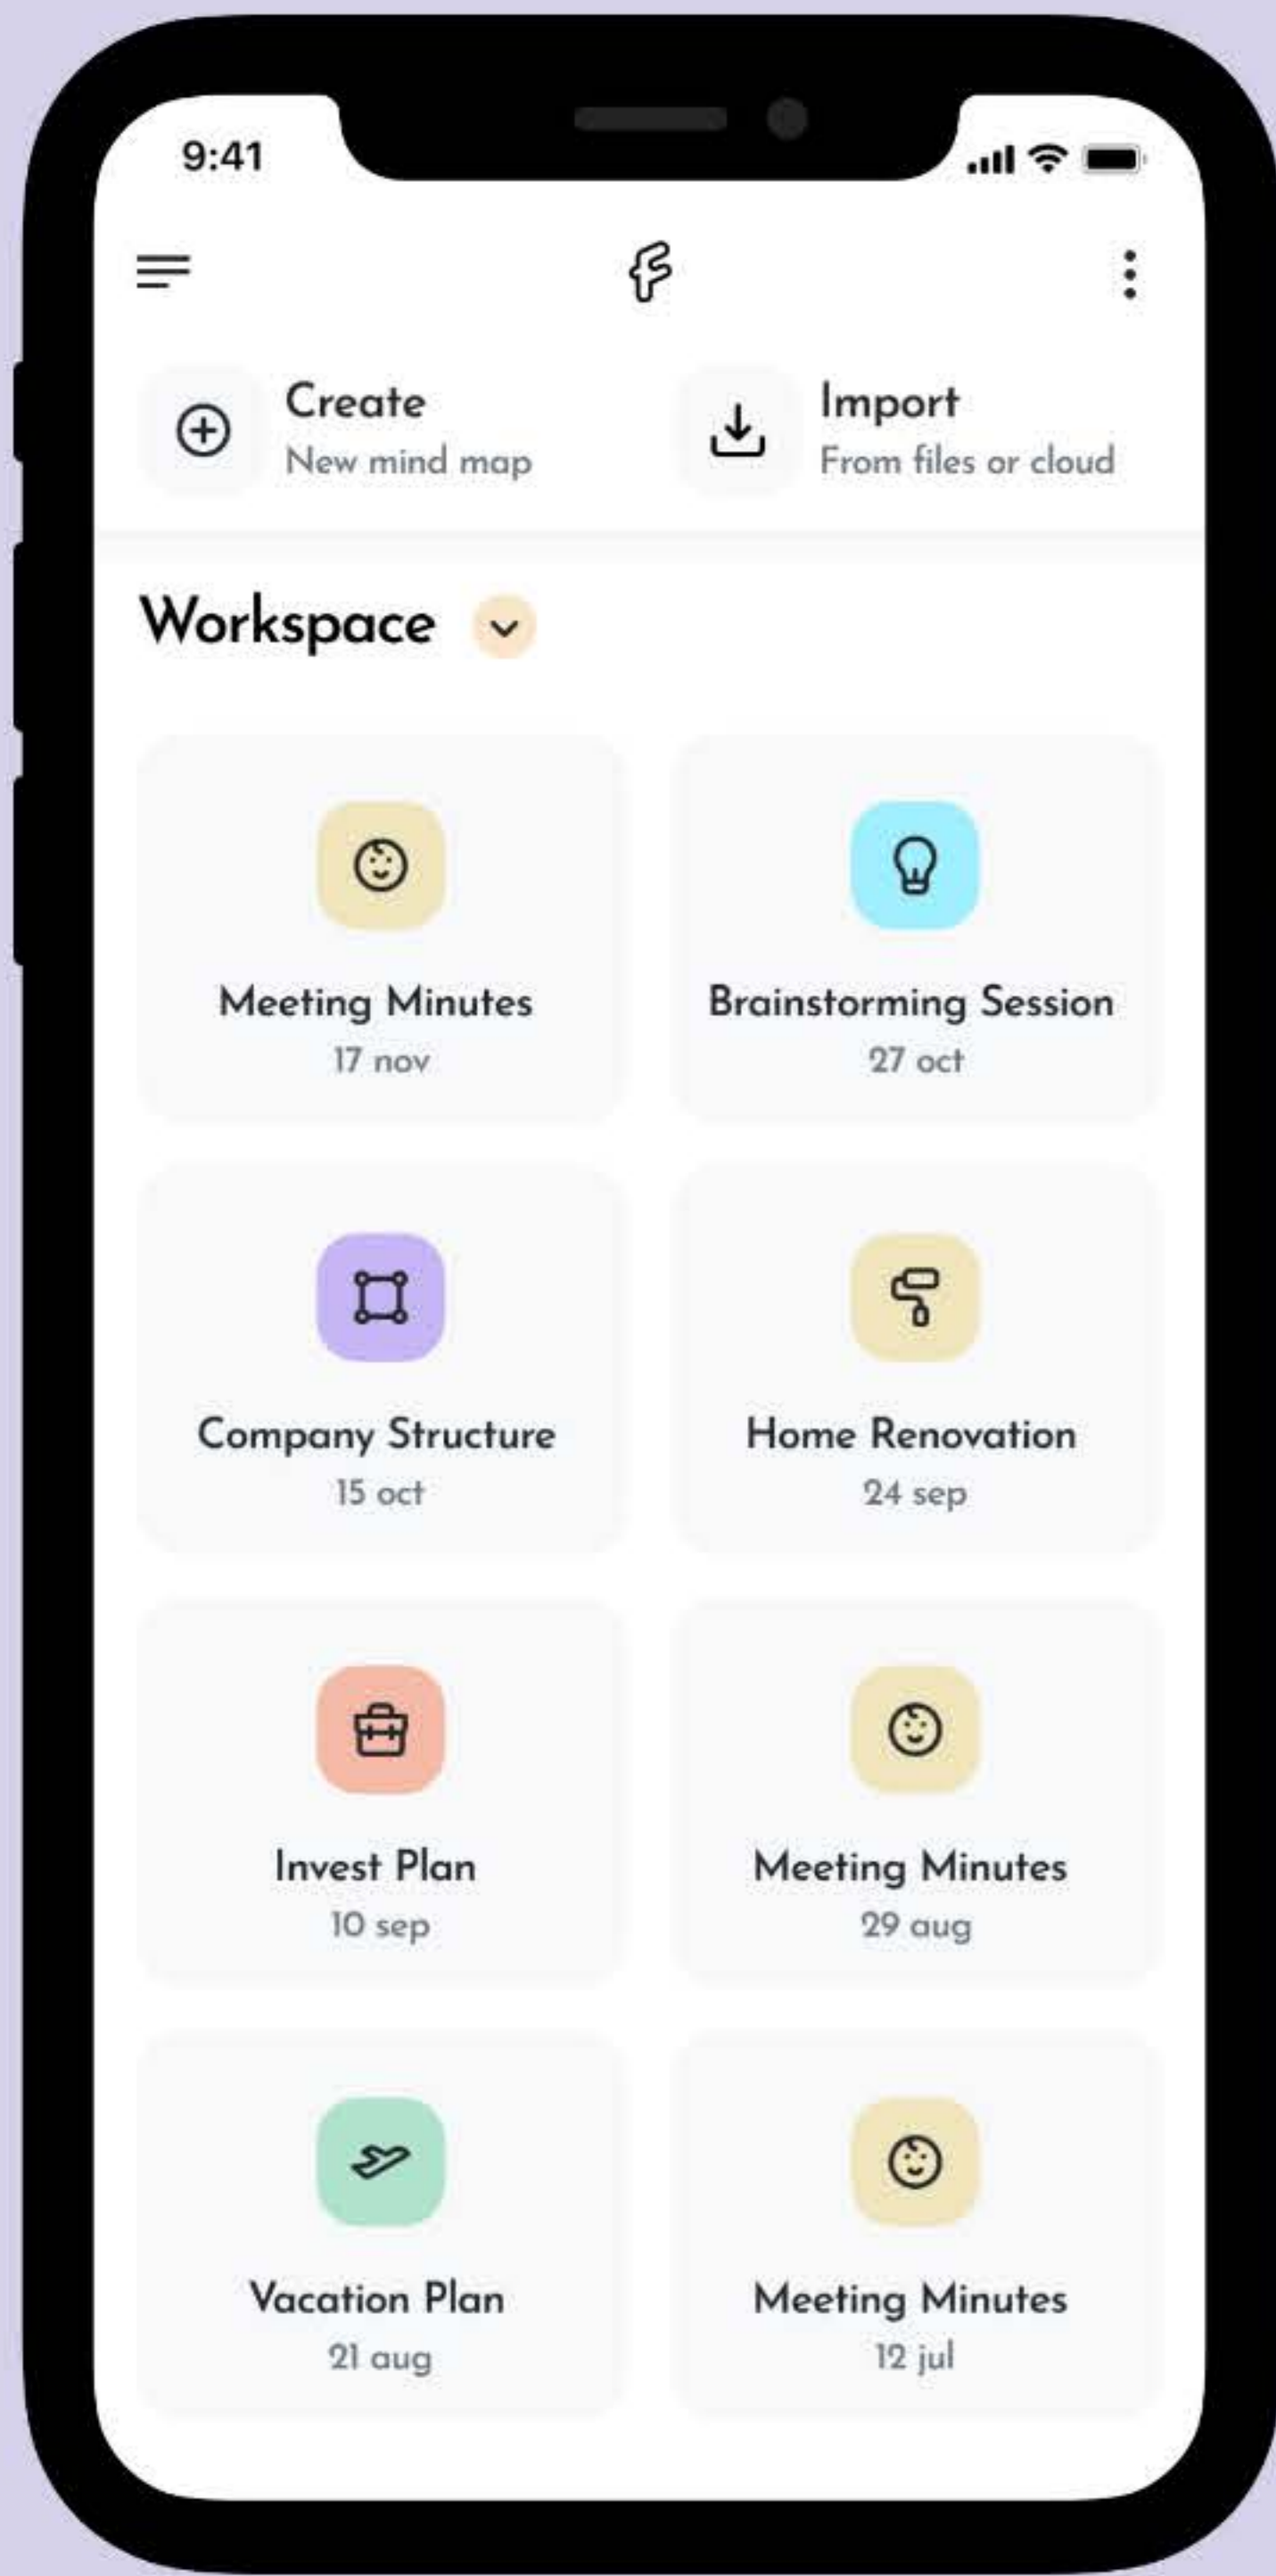 9:41
Create
New mind map
Import
From files or cloud
Workspace
Meeting Minutes
17 nov
Brainstorming Session
27 oct
Company Structure
15 oct
Home Renovation
24 sep
Invest Plan
10 sep
Meeting Minutes
29 aug
Vacation Plan
21 aug
Meeting Minutes
12 jul